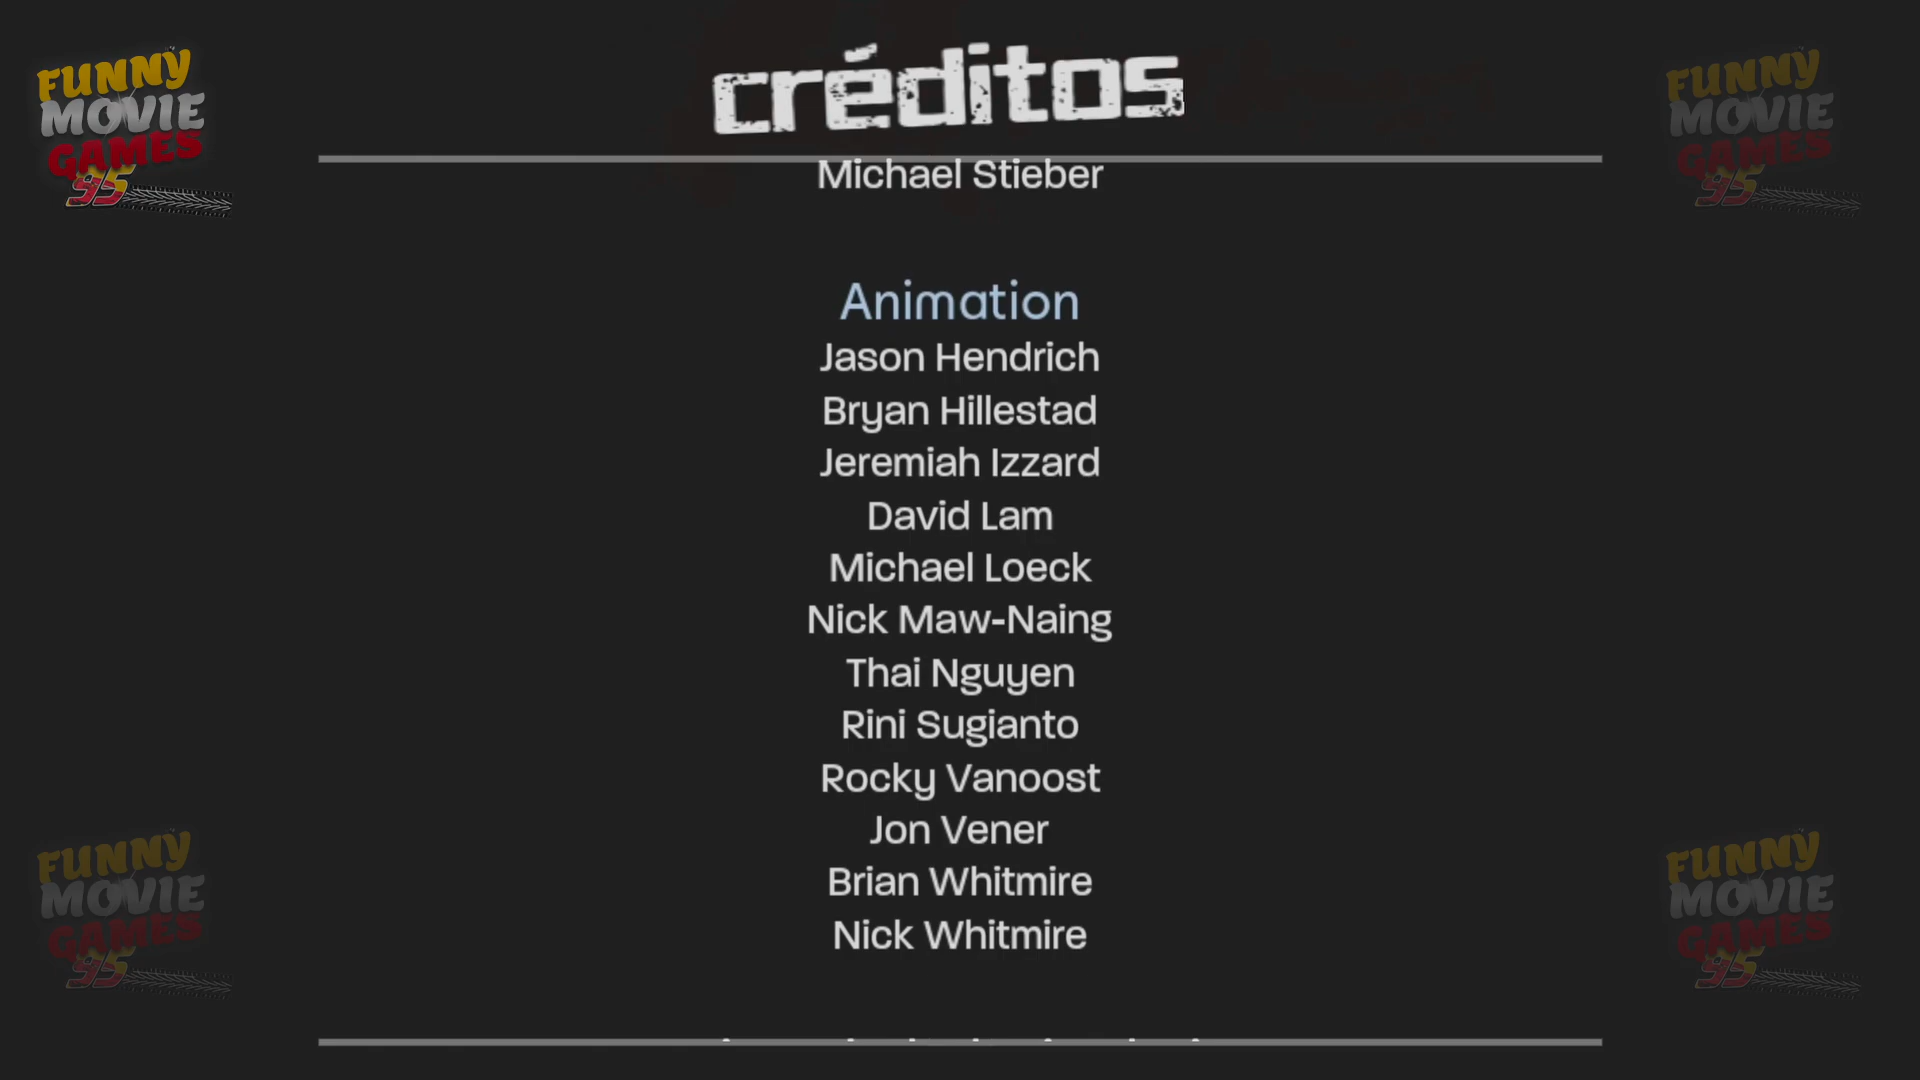 créditos
FUNNY
MOVIE
GAMES
95
FUNNY
MOVIE
GAMES
95
Michael Stieber
Animation
Jason Hendrich
Bryan Hillestad
Jeremiah Izzard
David Lam
Michael Loeck
Nick Maw-Naing
Thai Nguyen
Rini Sugianto
Rocky Vanoost
Jon Vener
Brian Whitmire
Nick Whitmire
FUNNY
MOVIE
GAMES
95
FUNNY
MOVIE
GAMES
95